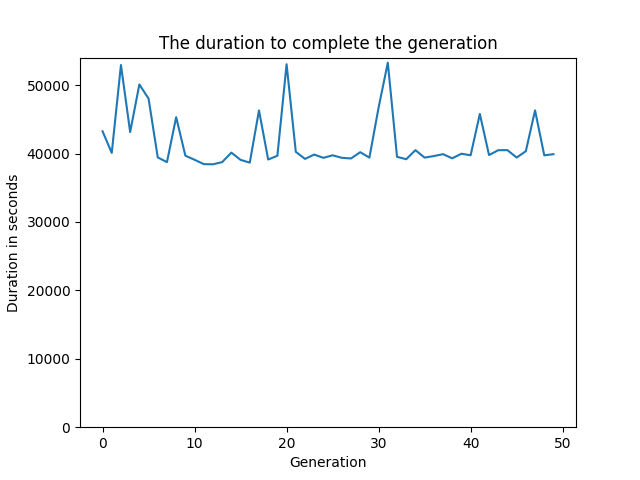 The duration to complete the generation
50000
40000
30000
20000
10000
0
Duration in seconds
0 10 20 30 40 50
Generation